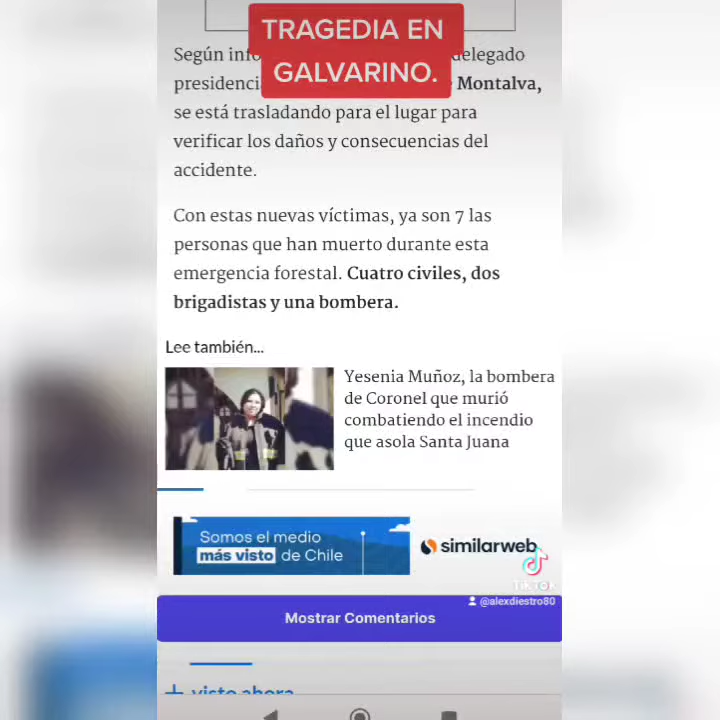 TRAGEDIA EN
GALVARINO.
Según delegado
Montalva,
se está trasladando para el lugar para
verificar los daños y consecuencias del
accidente.
Con estas nuevas víctimas, ya son 7 las
personas que han muerto durante esta
emergencia forestal. Cuatro civiles, dos
brigadistas y una bombera.
Lee también...
Yesenia Muñoz, la bombera
de Coronel que murió
combatiendo el incendio
que asola Santa Juana
Somos el medio
más visto de Chile
similarweb
TikTok
@alexdiestro80
Mostrar Comentarios
+ visto ahora